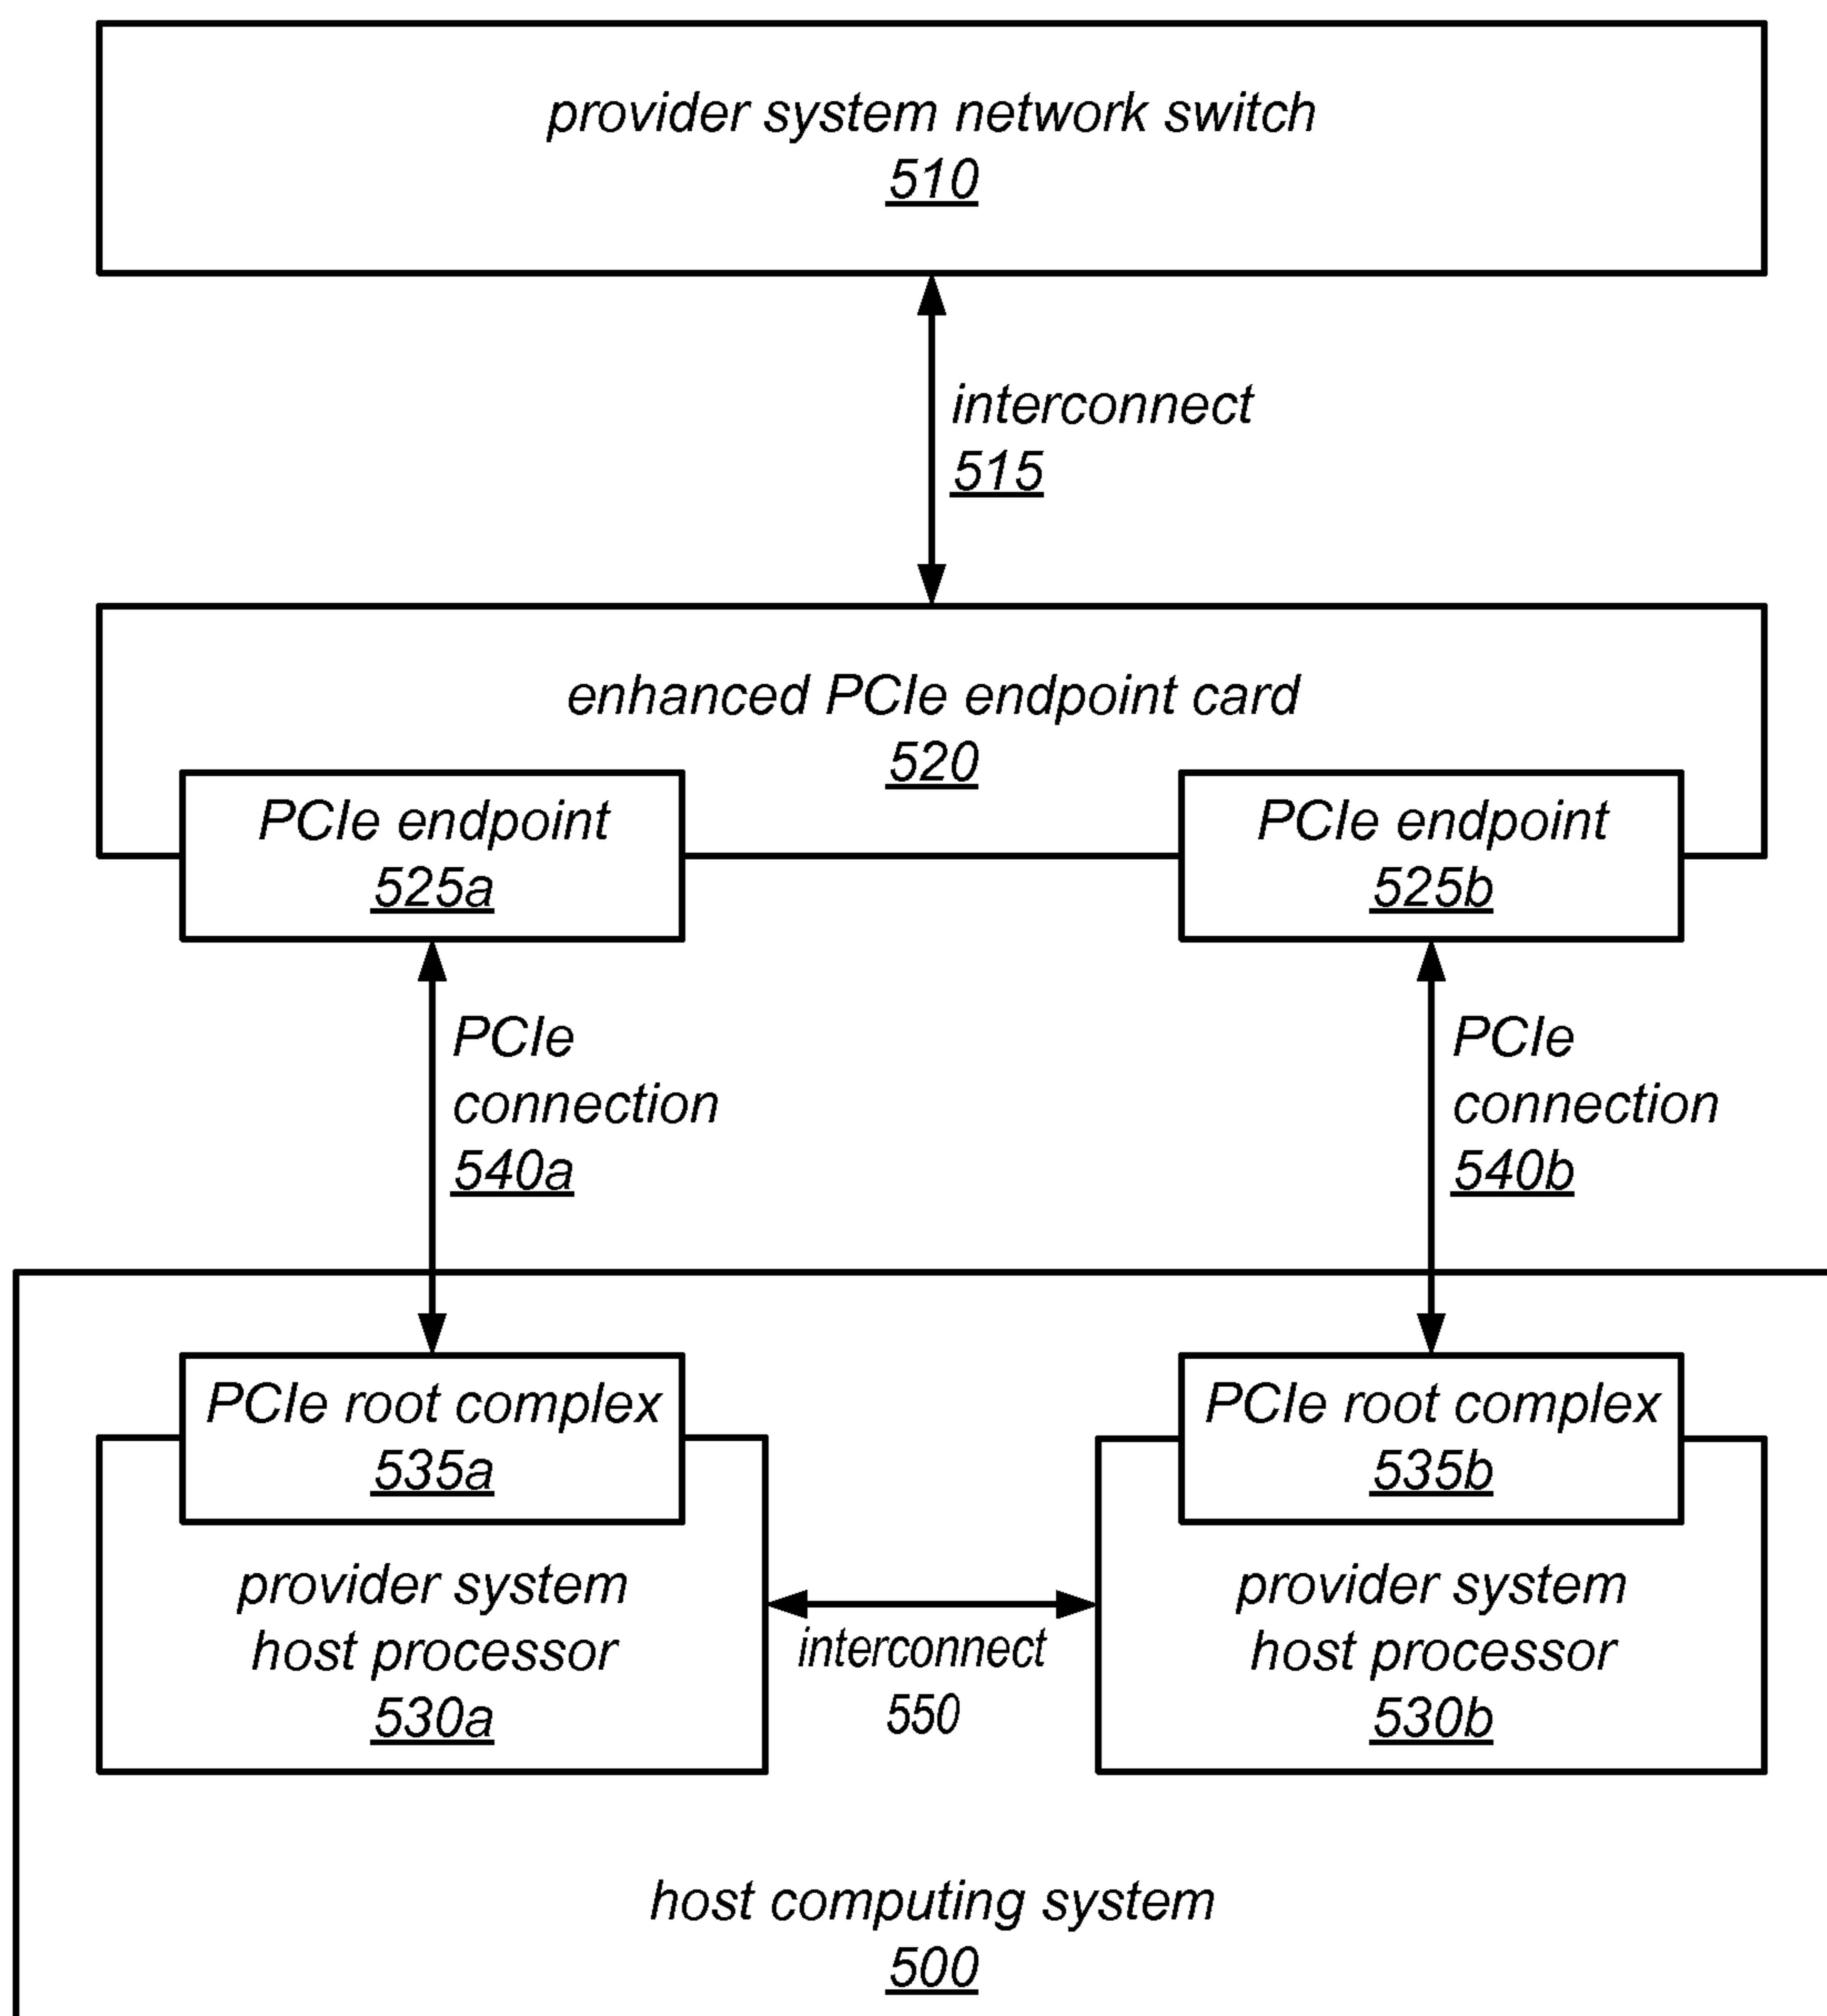 provider system network switch
510
interconnect
515
enhanced PCIe endpoint card
520
PCIe endpoint
525a
PCIe endpoint
525b
PCIe
connection
540a
PCIe
connection
540b
PCIe root complex
535a
PCIe root complex
535b
provider system
host processor
530a
interconnect
550
provider system
host processor
530b
host computing system
500